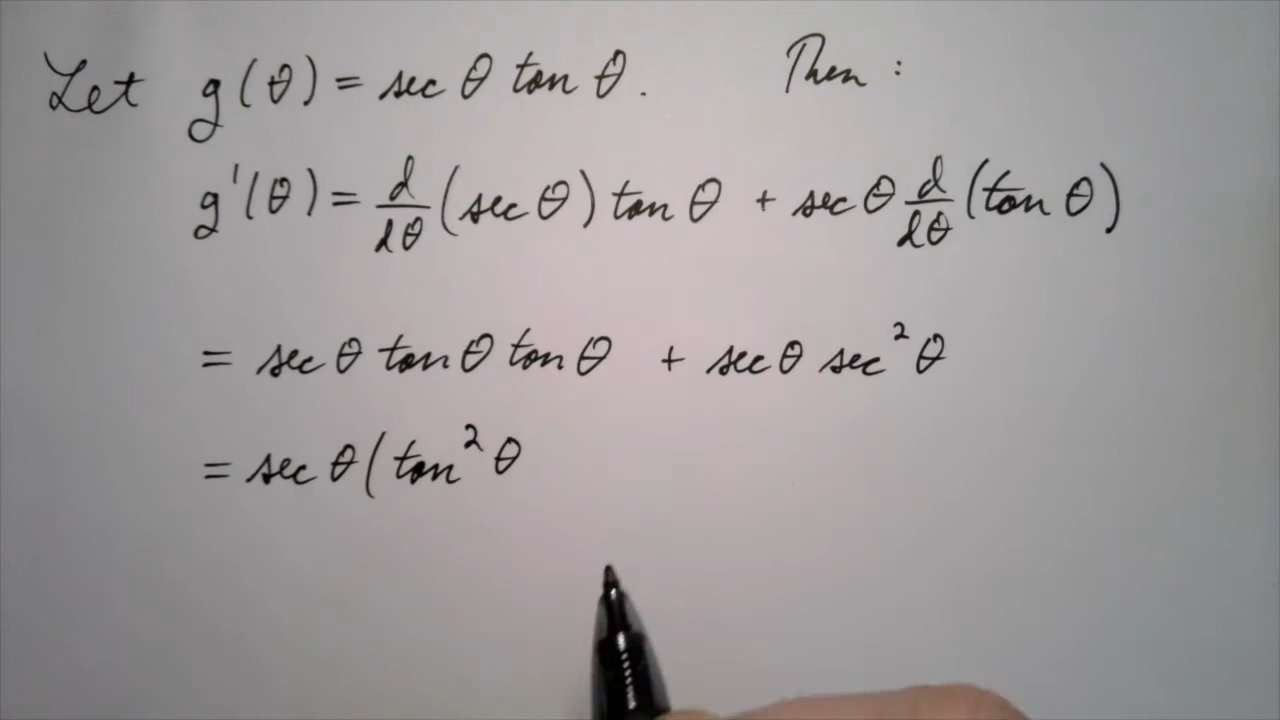 Let g(θ) = sec θ tan θ. Then :
g'(θ) = d/dθ (sec θ) tan θ + sec θ d/dθ (tan θ)
= sec θ tan θ tan θ + sec θ sec² θ
= sec θ (tan² θ